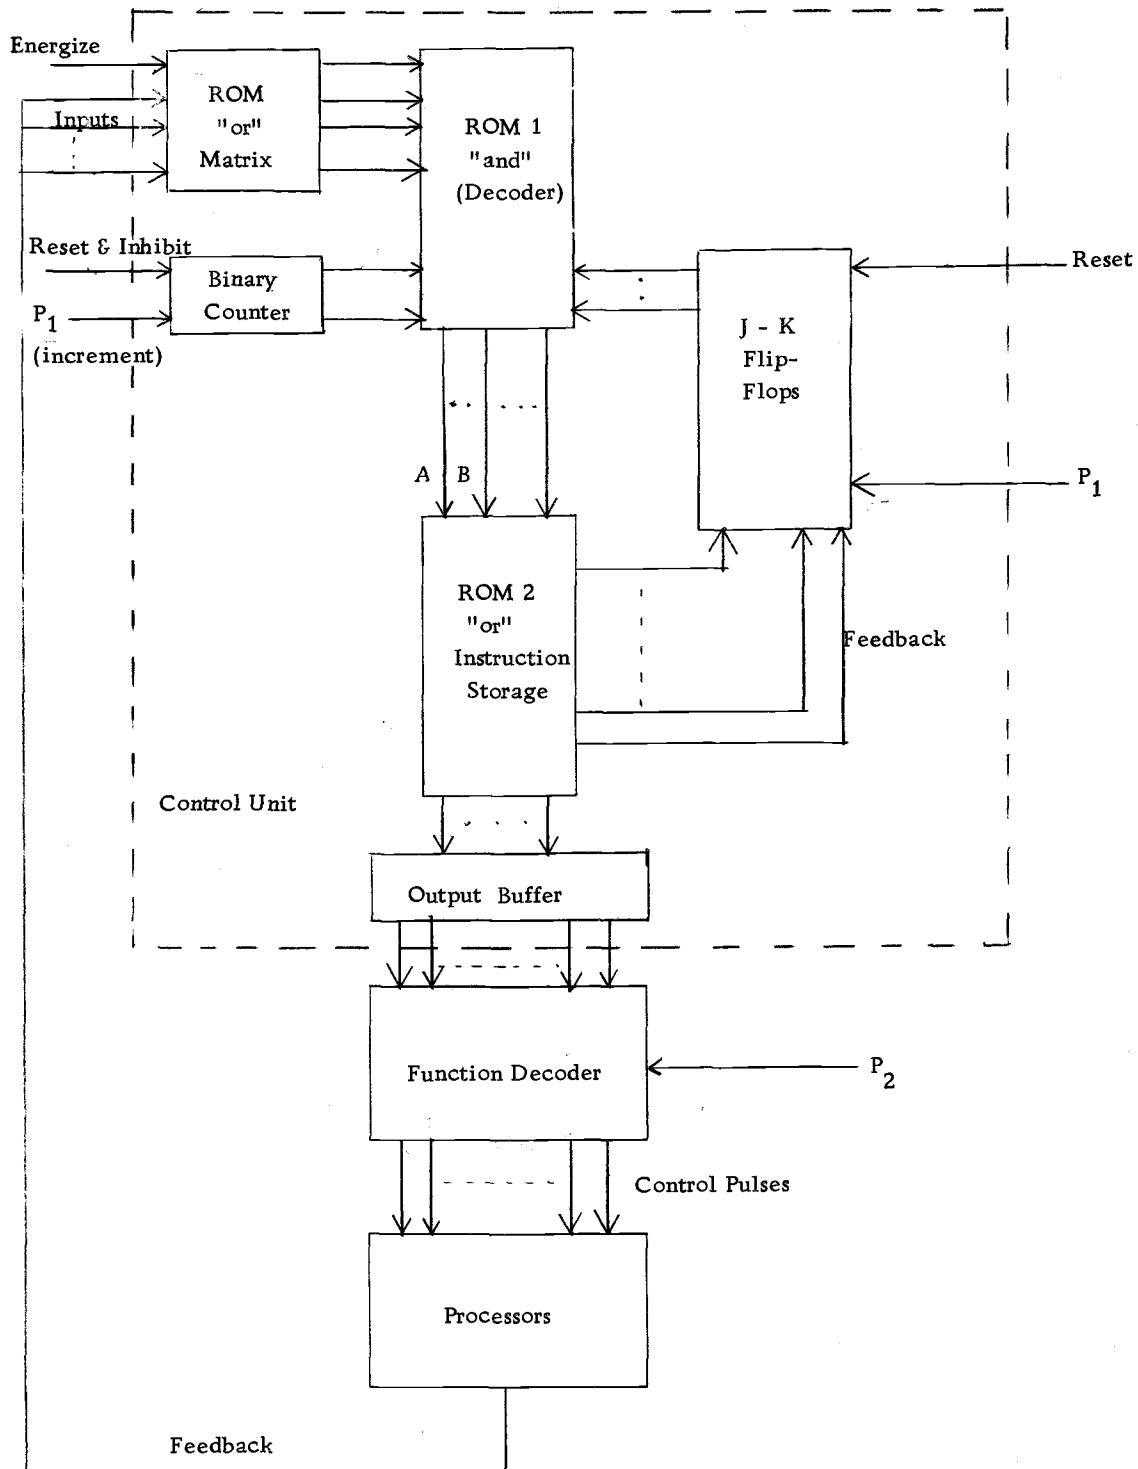 Energize
ROM
"or"
Matrix
Inputs
ROM 1
"and"
(Decoder)
Reset & Inhibit
Binary
Counter
P1
(increment)
J - K
Flip-
Flops
Reset
P1
A B
ROM 2
"or"
Instruction
Storage
Feedback
Control Unit
Output Buffer
Function Decoder
P2
Control Pulses
Processors
Feedback